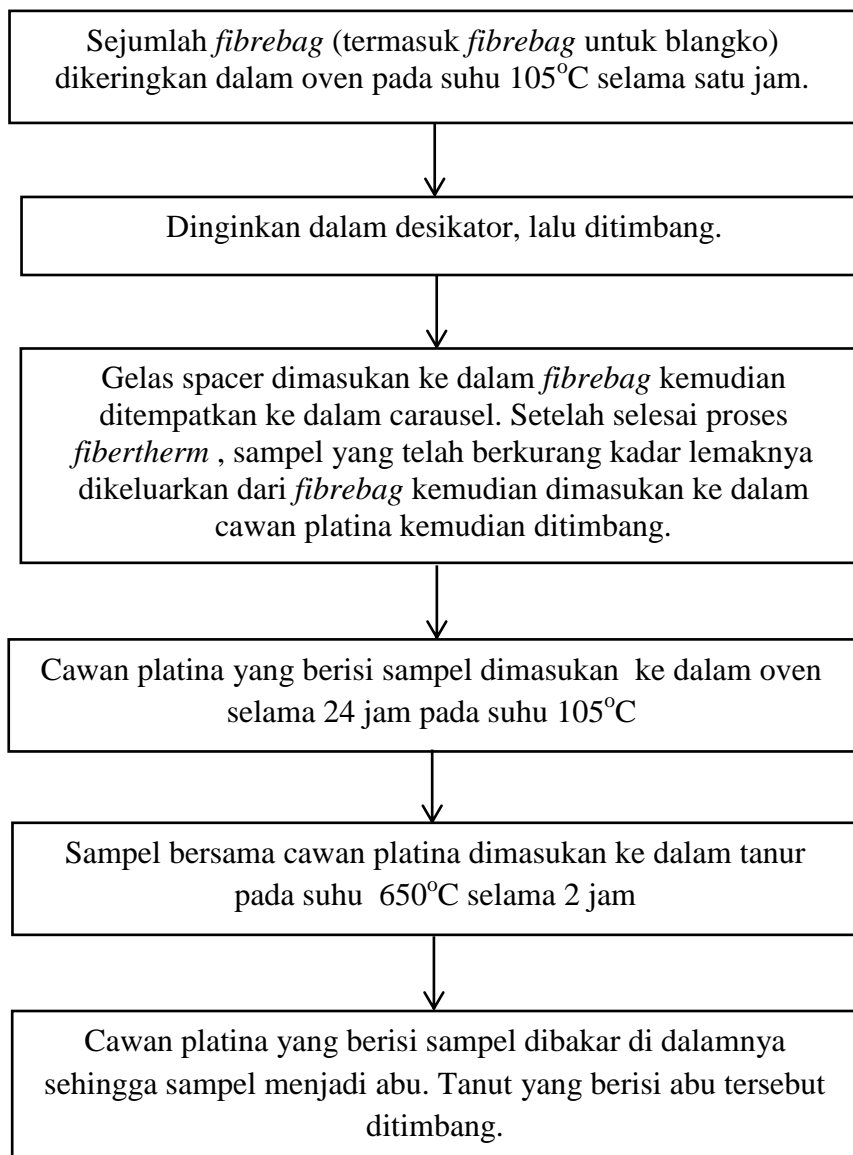 Sejumlah fibrebag (termasuk fibrebag untuk blangko)
dikeringkan dalam oven pada suhu 105°C selama satu jam.
Dinginkan dalam desikator, lalu ditimbang.
Gelas spacer dimasukan ke dalam fibrebag kemudian
ditempatkan ke dalam carausel. Setelah selesai proses
fibertherm , sampel yang telah berkurang kadar lemaknya
dikeluarkan dari fibrebag kemudian dimasukan ke dalam
cawan platina kemudian ditimbang.
Cawan platina yang berisi sampel dimasukan ke dalam oven
selama 24 jam pada suhu 105°C
Sampel bersama cawan platina dimasukan ke dalam tanur
pada suhu 650°C selama 2 jam
Cawan platina yang berisi sampel dibakar di dalamnya
sehingga sampel menjadi abu. Tanut yang berisi abu tersebut
ditimbang.